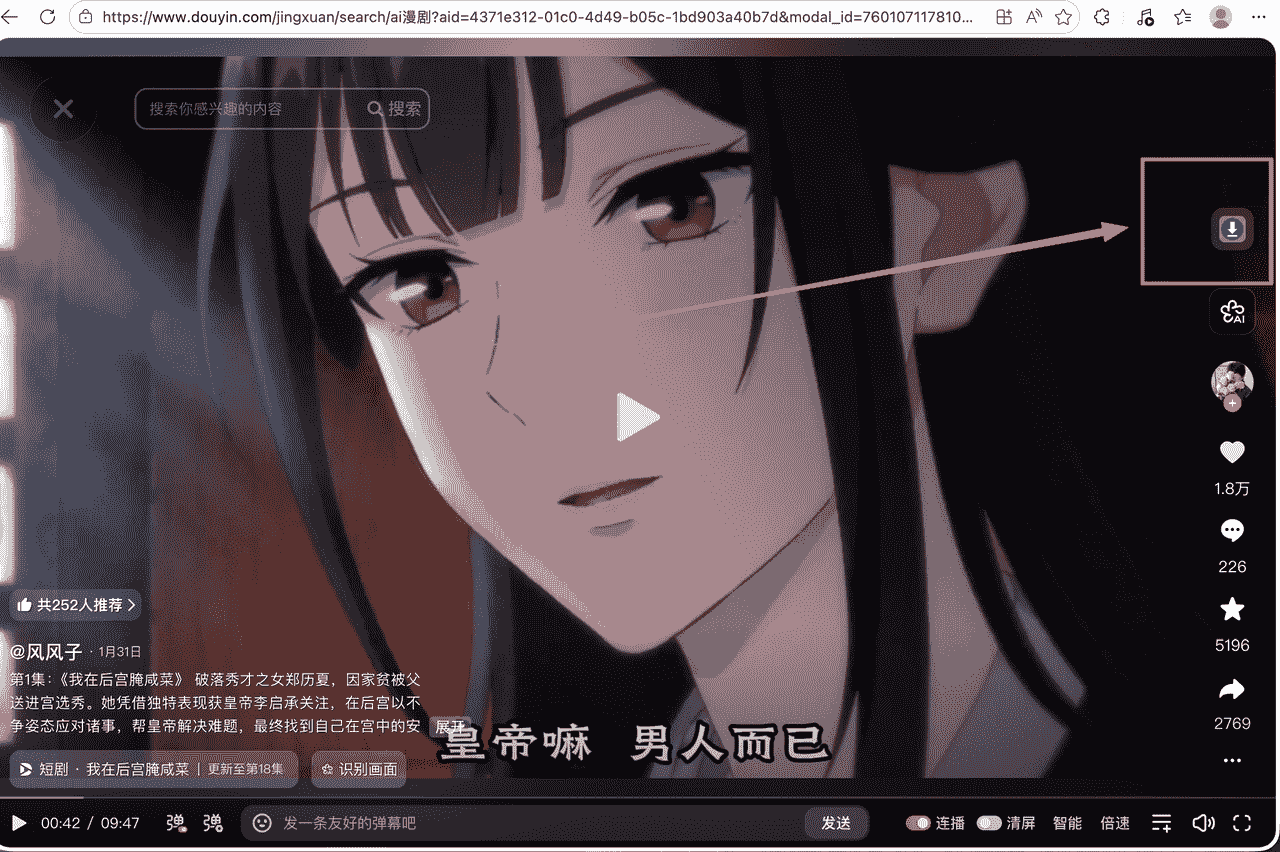 https://www.douyin.com/jingxuan/search/ai漫剧?aid=4371e312-01c0-4d49-b05c-1bd903a40b7d&modal_id=760107117810...
搜索你感兴趣的内容 搜索
AI
1.8万
226
5196
2769
共252人推荐
@风风子 · 1月31日
第1集:《我在后宫腌咸菜》 破落秀才之女郑历夏，因家贫被父
送进宫选秀。她凭借独特表现获皇帝李启承关注，在后宫以不
争姿态应对诸事，帮皇帝解决难题，最终找到自己在宫中的安 展开
皇帝嘛 男人而已
短剧 · 我在后宫腌咸菜 | 更新至第18集 识别画面
00:42 / 09:47 弹 弹 发一条友好的弹幕吧 发送 连播 清屏 智能 倍速